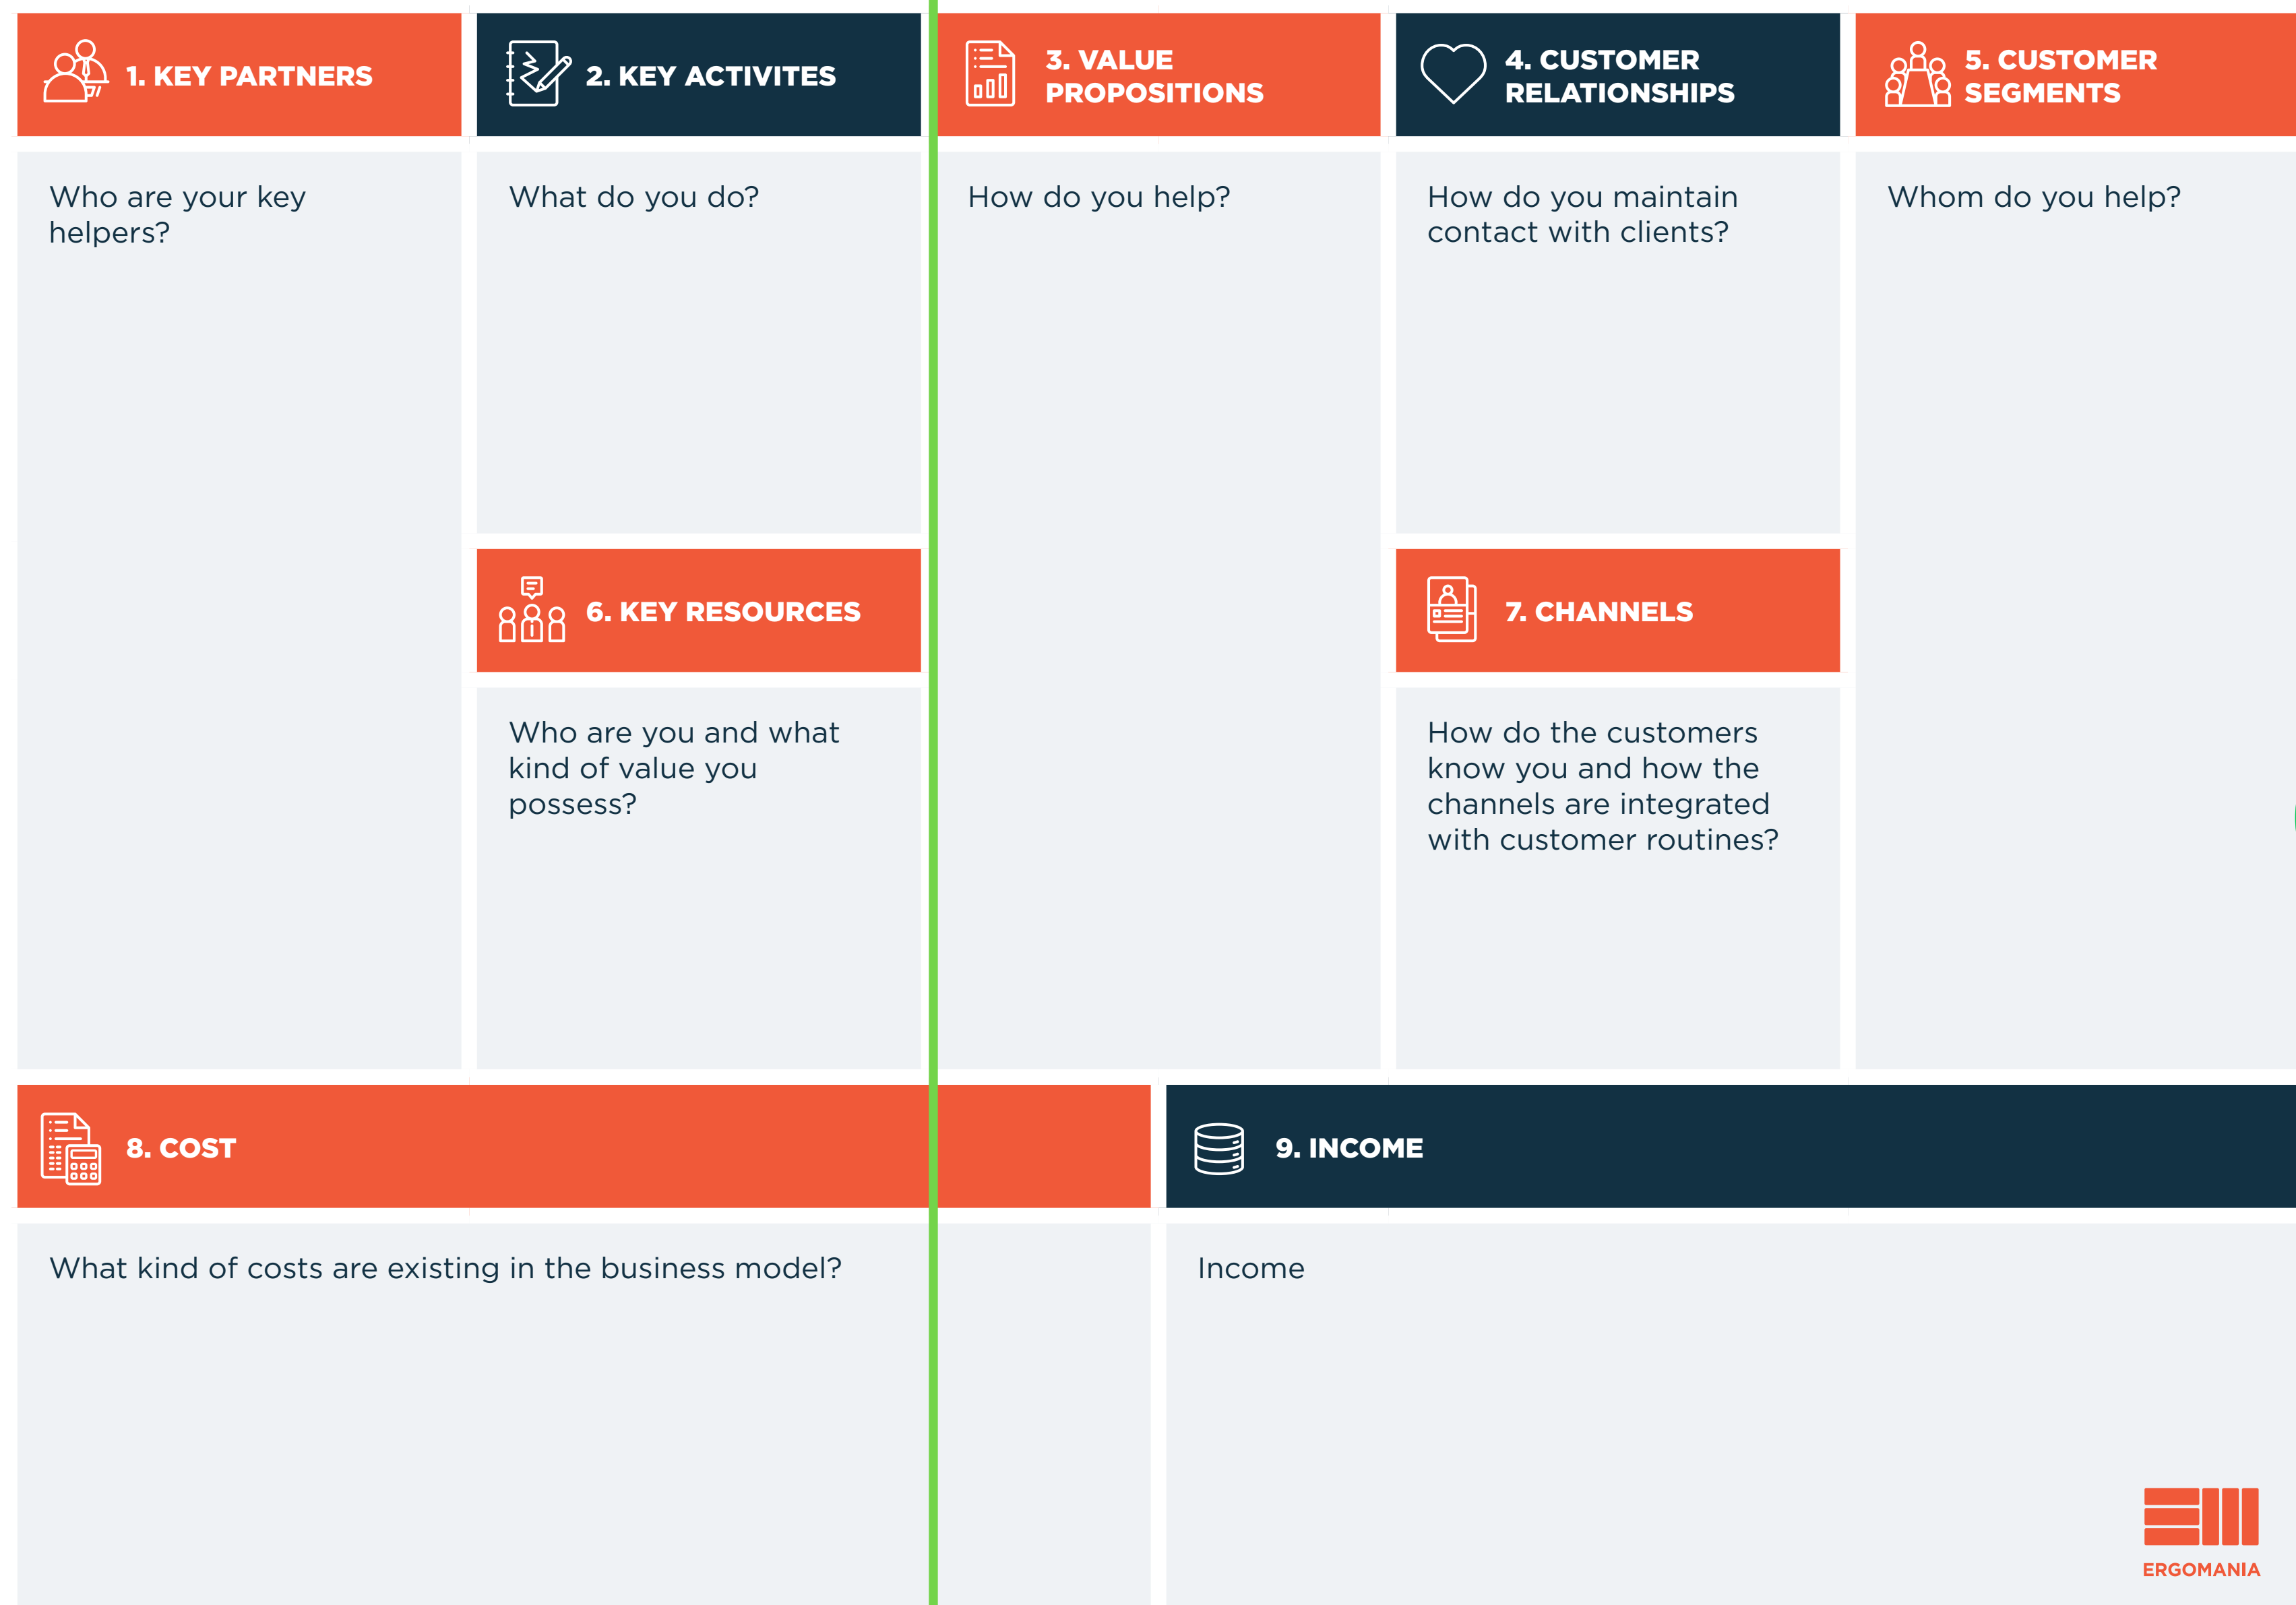 1. KEY PARTNERS
Who are your key
helpers?
2. KEY ACTIVITES
What do you do?
3. VALUE
PROPOSITIONS
How do you help?
4. CUSTOMER
RELATIONSHIPS
How do you maintain
contact with clients?
5. CUSTOMER
SEGMENTS
Whom do you help?
6. KEY RESOURCES
Who are you and what
kind of value you
possess?
7. CHANNELS
How do the customers
know you and how the
channels are integrated
with customer routines?
8. COST
What kind of costs are existing in the business model?
9. INCOME
Income
ERGOMANIA